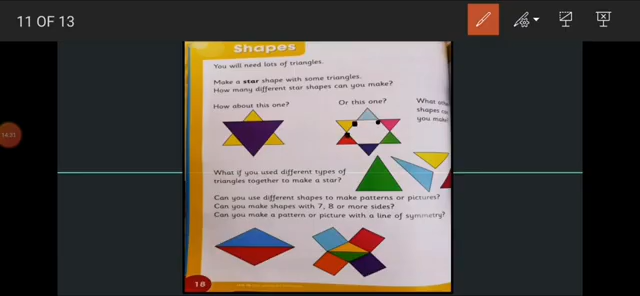 11 OF 13
14:31
Shapes
You will need lots of triangles.
Make a star shape with some triangles.
How many different star shapes can you make?
How about this one?
Or this one?
What
shapes
you make
What if you used different types of
triangles together to make a star?
Can you use different shapes to make patterns or pictures?
Can you make shapes with 7, 8 or more sides?
Can you make a pattern or picture with a line of symmetry?
18